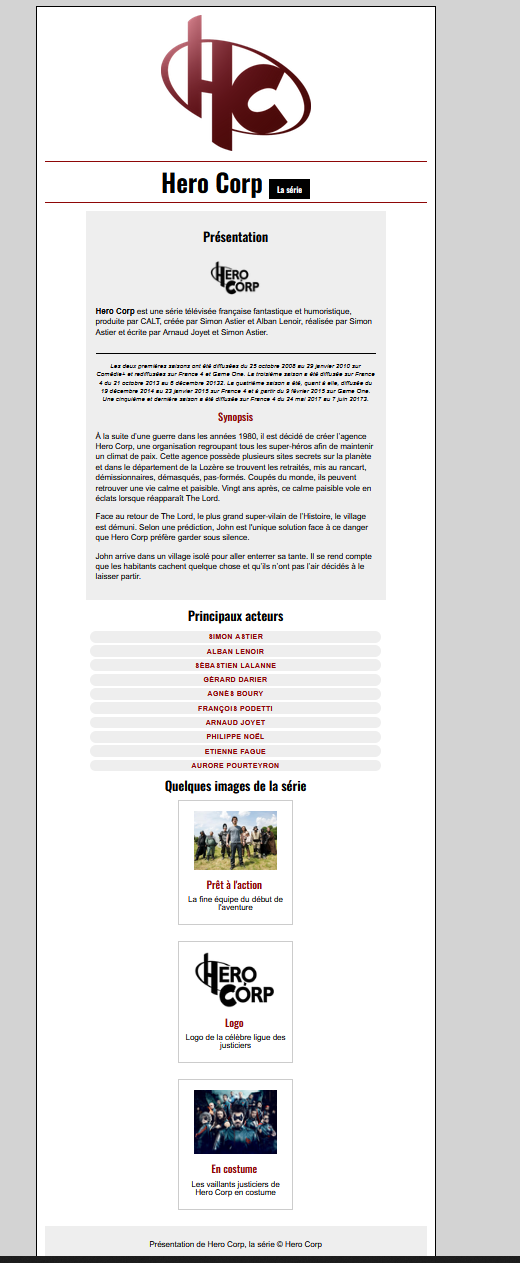 HC
Hero Corp La série
Présentation
HERO
CORP
Hero Corp est une série télévisée française fantastique et humoristique,
produite par CALT, créée par Simon Astier et Alban Lenoir, réalisée par Simon
Astier et écrite par Arnaud Joyet et Simon Astier.
Les deux premières saisons ont été diffusées du 25 octobre 2008 au 29 janvier 2010 sur
Comédie+ et rediffusées sur France 4 et Game One. La troisième saison a été diffusée sur France
4 du 21 octobre 2013 au 6 décembre 20132. La quatrième saison a été, quant à elle, diffusée du
19 décembre 2014 au 23 janvier 2015 sur France 4 et à partir du 9 février 2015 sur Game One.
Une cinquième et dernière saison a été diffusée sur France 4 du 24 mai 2017 au 7 juin 20173.
Synopsis
À la suite d'une guerre dans les années 1980, il est décidé de créer l'agence
Hero Corp, une organisation regroupant tous les super-héros afin de maintenir
un climat de paix. Cette agence possède plusieurs sites secrets sur la planète
et dans le département de la Lozère se trouvent les retraités, mis au rancart,
démissionnaires, démasqués, pas-formés. Coupés du monde, ils peuvent
retrouver une vie calme et paisible. Vingt ans après, ce calme paisible vole en
éclats lorsque réapparaît The Lord.
Face au retour de The Lord, le plus grand super-vilain de l'Histoire, le village
est démuni. Selon une prédiction, John est l'unique solution face à ce danger
que Hero Corp préfère garder sous silence.
John arrive dans un village isolé pour aller enterrer sa tante. Il se rend compte
que les habitants cachent quelque chose et qu'ils n'ont pas l'air décidés à le
laisser partir.
Principaux acteurs
SIMON ASTIER
ALBAN LENOIR
SÉBASTIEN LALANNE
GÉRARD DARIER
AGNÈS BOURY
FRANÇOIS PODETTI
ARNAUD JOYET
PHILIPPE NOËL
ETIENNE FAGUE
AURORE POURTEYRON
Quelques images de la série
Prêt à l'action
La fine équipe du début de
l'aventure
HERO
CORP
Logo
Logo de la célèbre ligue des
justiciers
En costume
Les vaillants justiciers de
Hero Corp en costume
Présentation de Hero Corp, la série © Hero Corp